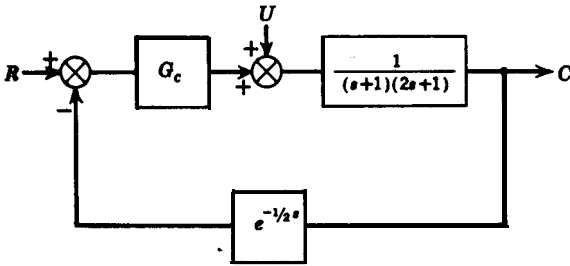 U
+
R + G_c + 1/((s+1)(2s+1)) C
−
e^{-1/2 s}